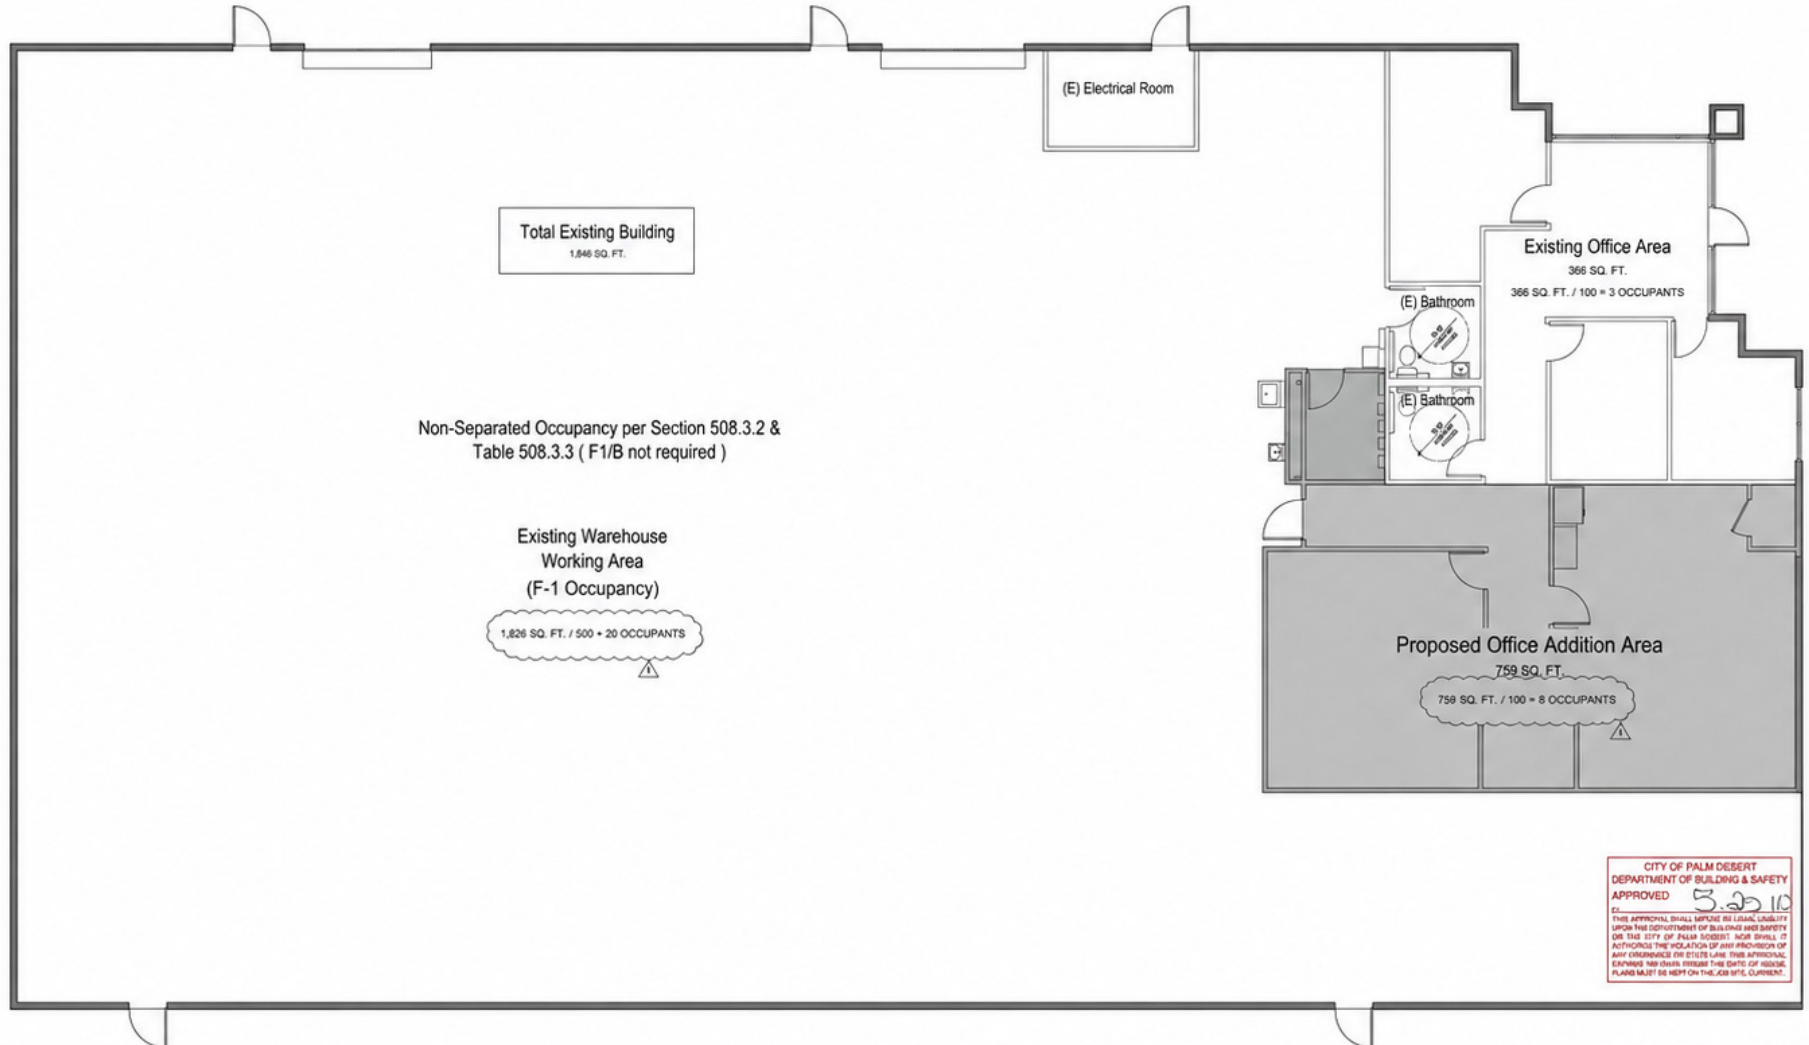 (E) Electrical Room
Total Existing Building
1,646 SQ. FT.
Existing Office Area
366 SQ. FT.
366 SQ. FT. / 100 = 3 OCCUPANTS
(E) Bathroom
(E) Bathroom
Non-Separated Occupancy per Section 508.3.2 &
Table 508.3.3 ( F1/B not required )
Existing Warehouse
Working Area
(F-1 Occupancy)
1,826 SQ. FT. / 500 + 20 OCCUPANTS
1
Proposed Office Addition Area
759 SQ. FT.
759 SQ. FT. / 100 = 8 OCCUPANTS
1
CITY OF PALM DESERT
DEPARTMENT OF BUILDING & SAFETY
APPROVED